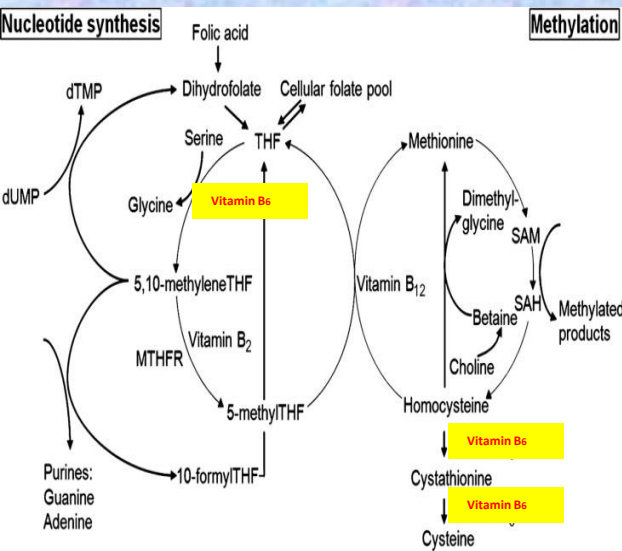 Nucleotide synthesis
Methylation
Folic acid
dTMP
Dihydrofolate
Cellular folate pool
Serine
THF
Methionine
dUMP
Glycine
Vitamin B6
Dimethyl-
glycine
SAM
5,10-methyleneTHF
Vitamin B12
SAH
Betaine
Methylated
products
Vitamin B2
MTHFR
Choline
5-methylTHF
Homocysteine
Vitamin B6
Purines:
Guanine
Adenine
10-formylTHF
Cystathionine
Vitamin B6
Cysteine